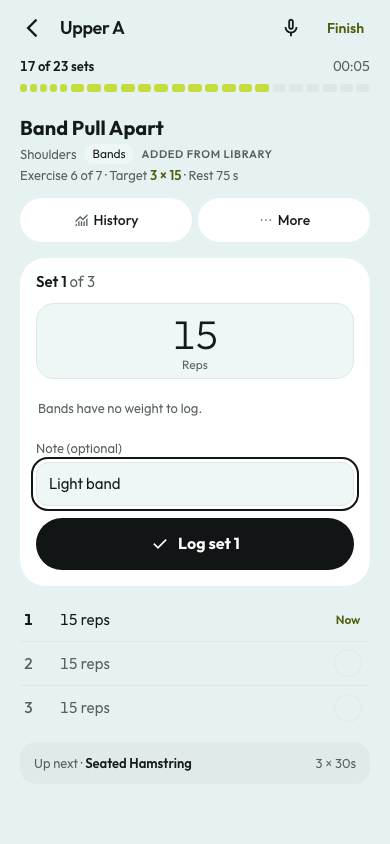 Upper A
Finish
17 of 23 sets
00:05
Band Pull Apart
Shoulders Bands ADDED FROM LIBRARY
Exercise 6 of 7 · Target 3 × 15 · Rest 75 s
History
··· More
Set 1 of 3
15
Reps
Bands have no weight to log.
Note (optional)
Light band
Log set 1
1 15 reps Now
2 15 reps
3 15 reps
Up next · Seated Hamstring 3 × 30s